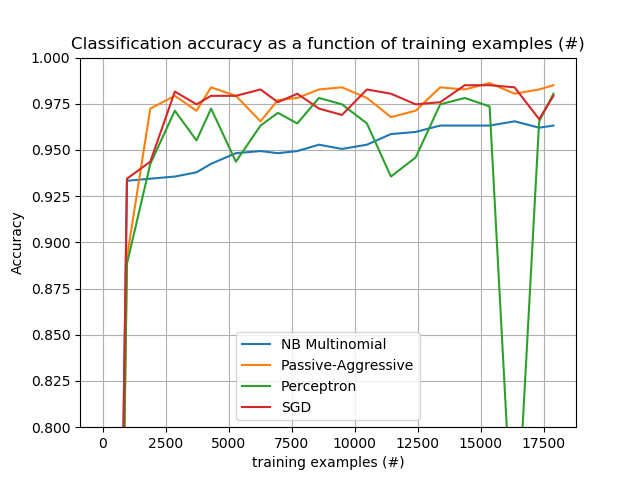 Classification accuracy as a function of training examples (#)
1.000
0.975
0.950
0.925
0.900
0.875
0.850
0.825
0.800
Accuracy
NB Multinomial
Passive-Aggressive
Perceptron
SGD
0 2500 5000 7500 10000 12500 15000 17500
training examples (#)